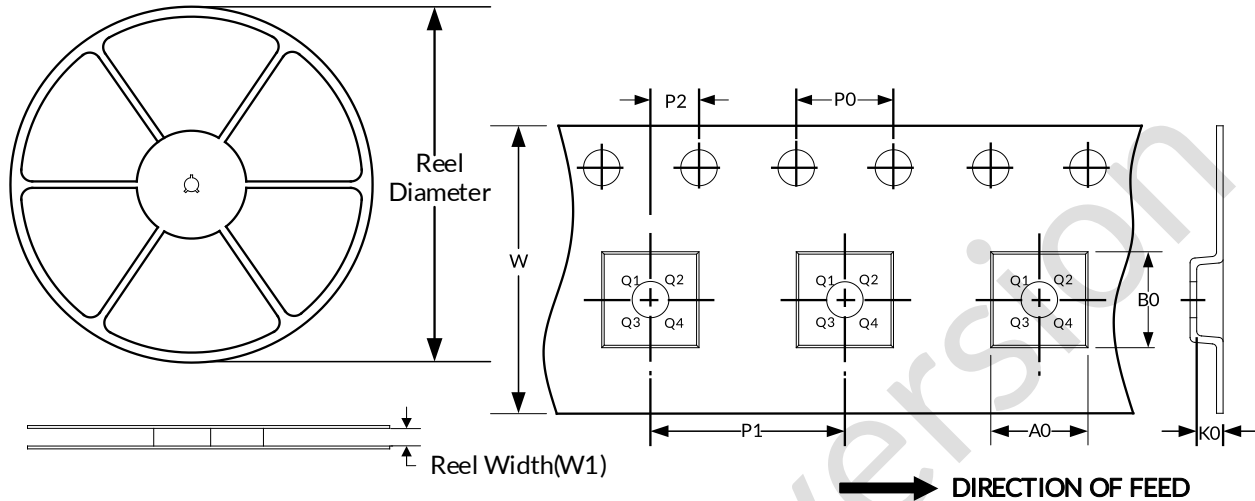 Reel
Diameter
Reel Width(W1)
P2
P0
W
Q1 Q2
Q3 Q4
Q1 Q2
Q3 Q4
Q1 Q2
Q3 Q4
B0
P1
A0
K0
DIRECTION OF FEED
ersion